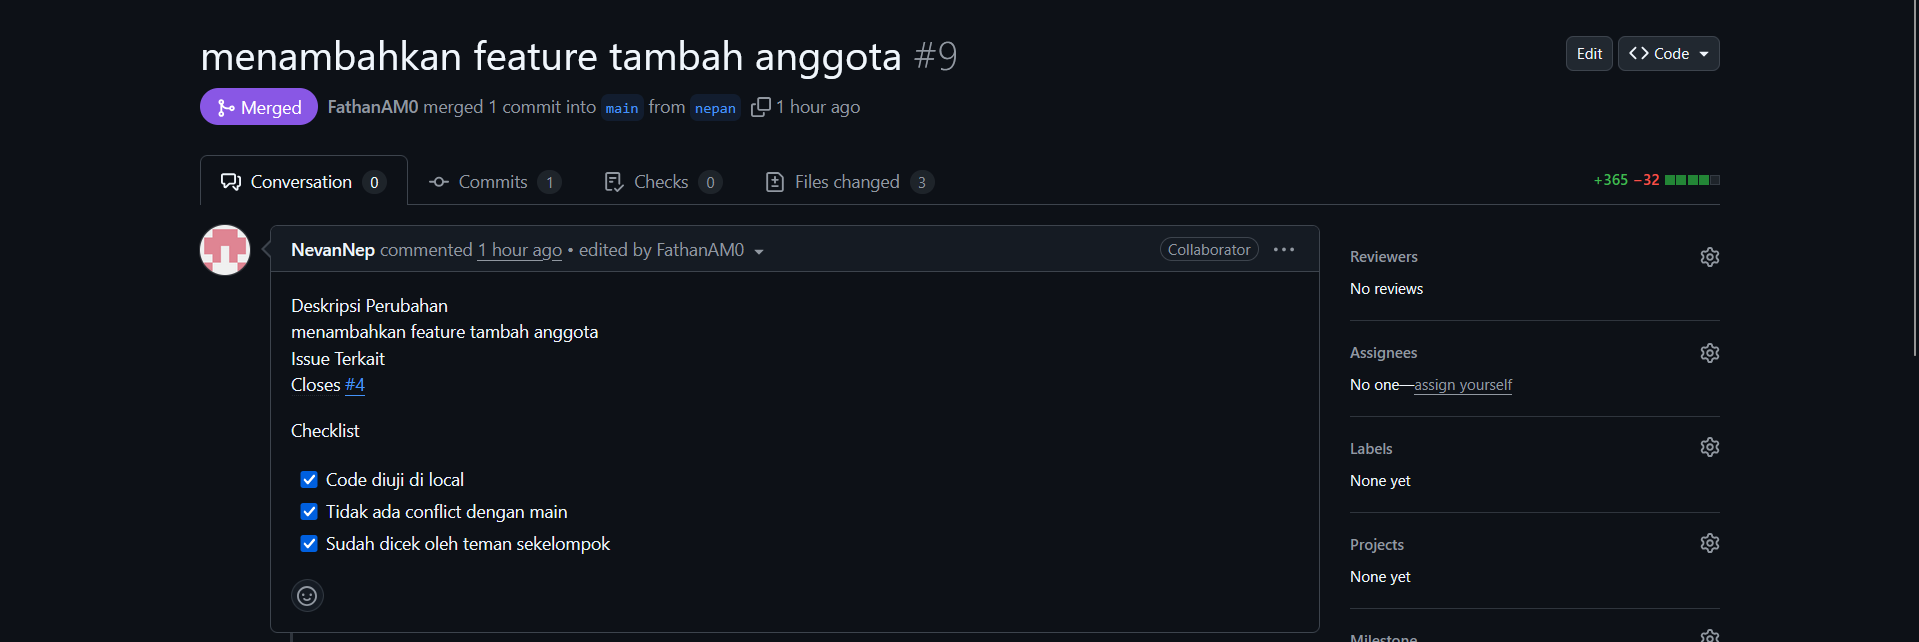 menambahkan feature tambah anggota #9
Edit
Code
Merged
FathanAM0 merged 1 commit into main from nepan 1 hour ago
Conversation 0
Commits 1
Checks 0
Files changed 3
+365 −32
NevanNep commented 1 hour ago • edited by FathanAM0
Collaborator
Deskripsi Perubahan
menambahkan feature tambah anggota
Issue Terkait
Closes #4
Checklist
Code diuji di local
Tidak ada conflict dengan main
Sudah dicek oleh teman sekelompok
Reviewers
No reviews
Assignees
No one—assign yourself
Labels
None yet
Projects
None yet
Milestone